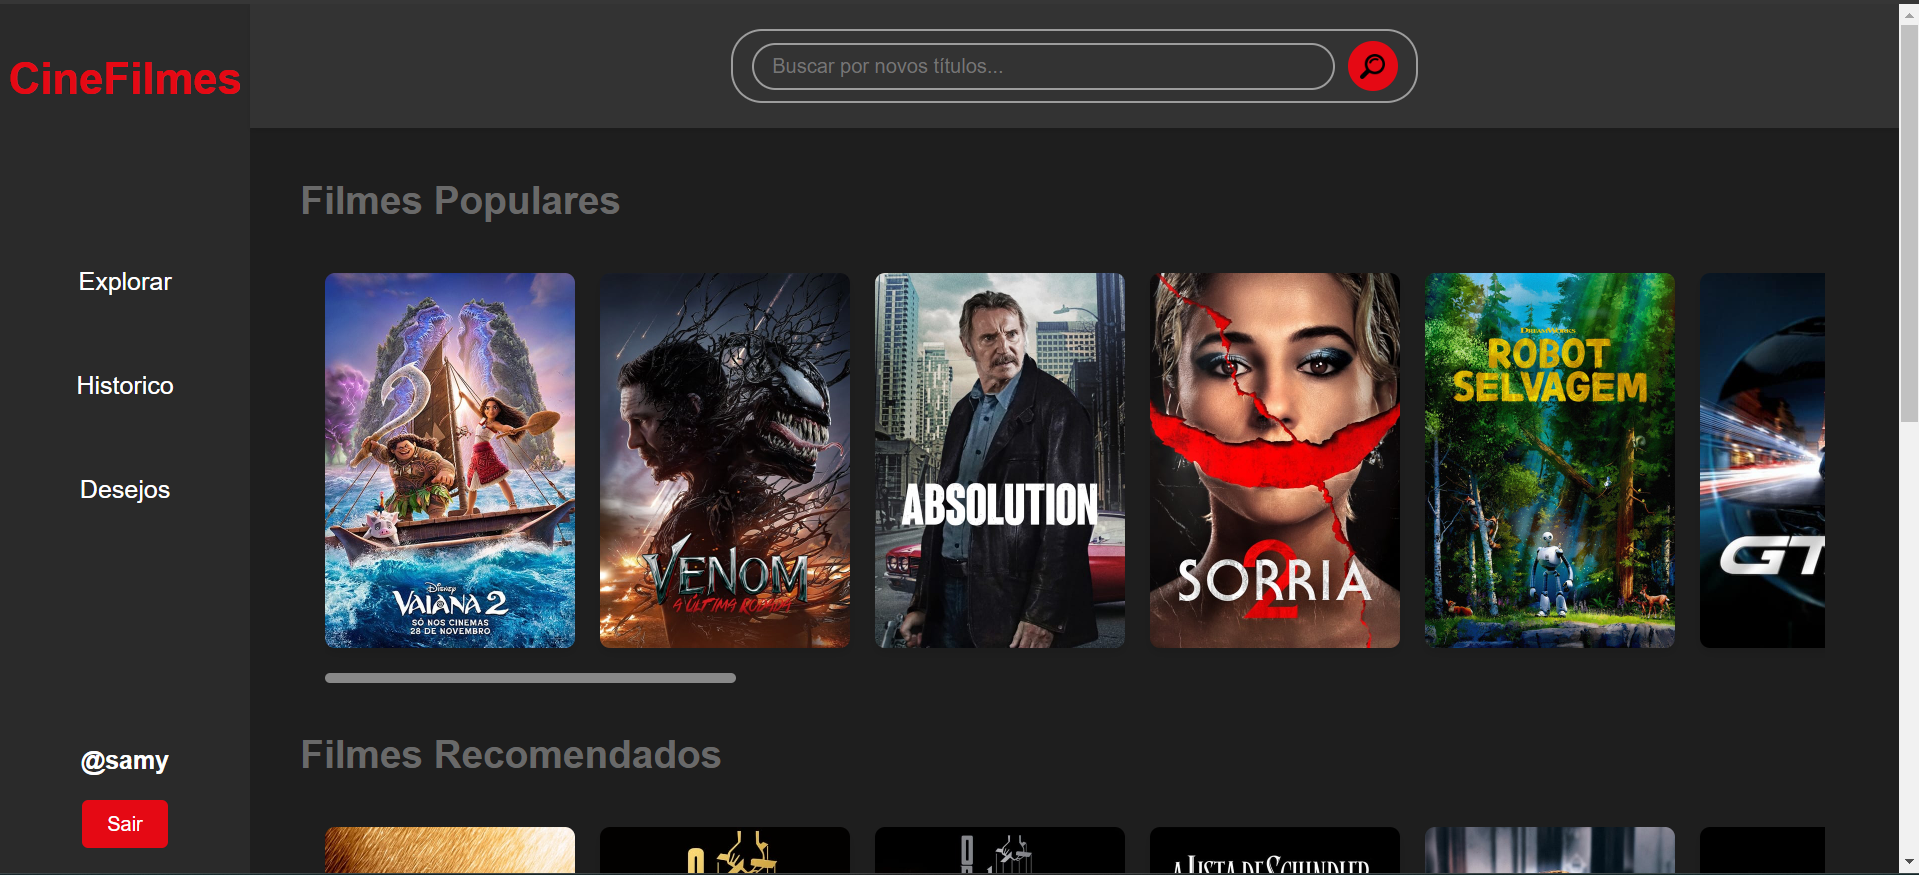 CineFilmes
Buscar por novos títulos...
Explorar
Historico
Desejos
@samy
Sair
Filmes Populares
Disney
VAIANA 2
SÓ NOS CINEMAS
28 DE NOVEMBRO
VENOM
A ÚLTIMA RODADA
ABSOLUTION
SORRIA
2
DREAMWORKS
ROBOT
SELVAGEM
GT
Filmes Recomendados
A LISTA DE SCHINDLER